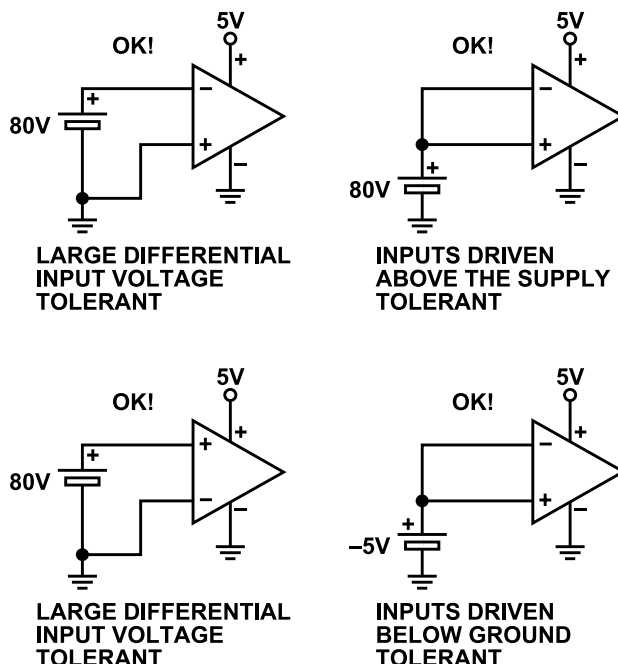 5V
OK!
+
+
−
80V
+
−
LARGE DIFFERENTIAL
INPUT VOLTAGE
TOLERANT
5V
OK!
+
−
+
+
80V
−
INPUTS DRIVEN
ABOVE THE SUPPLY
TOLERANT
5V
OK!
+
+
+
80V
−
−
LARGE DIFFERENTIAL
INPUT VOLTAGE
TOLERANT
5V
OK!
+
−
+
+
–5V
−
INPUTS DRIVEN
BELOW GROUND
TOLERANT